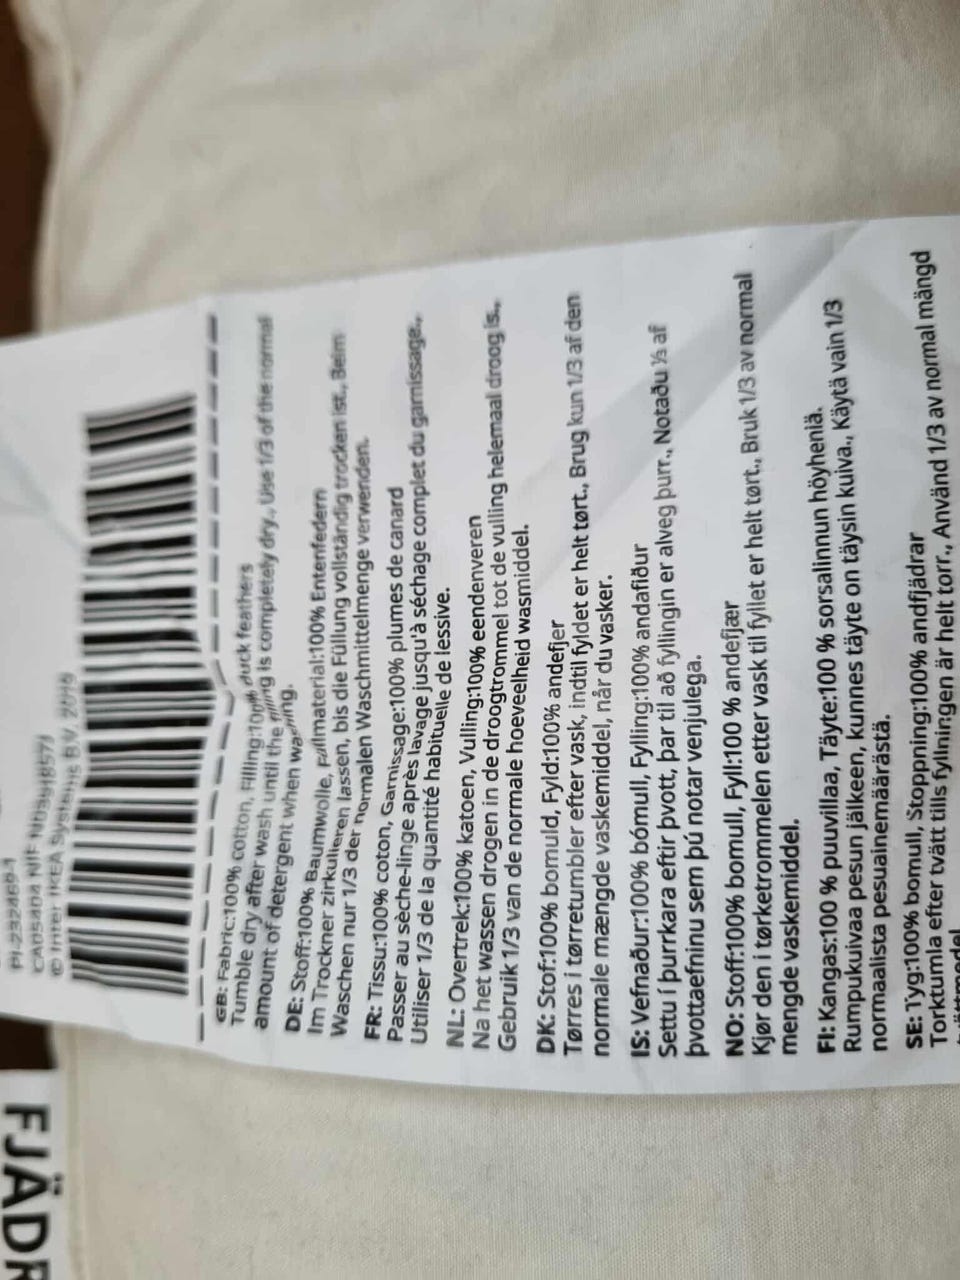 PI-232469-1
CA05404 NIF
© Inter IKEA Systems B.V. 2016
GB: Fabric:100% cotton, Filling:100% duck feathers
Tumble dry after wash until the filling is completely dry., Use 1/3 of the normal
amount of detergent when washing.
DE: Stoff:100% Baumwolle, Füllmaterial:100% Entenfedern
Im Trockner zirkulieren lassen, bis die Füllung vollständig trocken ist., Beim
Waschen nur 1/3 der normalen Waschmittelmenge verwenden.
FR: Tissu:100% coton, Garnissage:100% plumes de canard
Passer au sèche-linge après lavage jusqu'à séchage complet du garnissage.,
Utiliser 1/3 de la quantité habituelle de lessive.
NL: Overtrek:100% katoen, Vulling:100% eendenveren
Na het wassen drogen in de droogtrommel tot de vulling helemaal droog is.,
Gebruik 1/3 van de normale hoeveelheid wasmiddel.
DK: Stof:100% bomuld, Fyld:100% andefjer
Tørres i tørretumbler efter vask, indtil fyldet er helt tørt., Brug kun 1/3 af den
normale mængde vaskemiddel, når du vasker.
IS: Vefnaður:100% bómull, Fylling:100% andafiður
Settu í þurrkara eftir þvott, þar til að fyllingin er alveg þurr., Notaðu ⅓ af
þvottaefninu sem þú notar venjulega.
NO: Stoff:100% bomull, Fyll:100 % andefjær
Kjør den i tørketrommelen etter vask til fyllet er helt tørt., Bruk 1/3 av normal
mengde vaskemiddel.
FI: Kangas:100 % puuvillaa, Täyte:100 % sorsalinnun höyheniä.
Rumpukuivaa pesun jälkeen, kunnes täyte on täysin kuiva., Käytä vain 1/3
normaalista pesuainemäärästä.
SE: Tyg:100% bomull, Stoppning:100% andfjädrar
Torktumla efter tvätt tills fyllningen är helt torr., Använd 1/3 av normal mängd
tvättmedel
FJÄDR